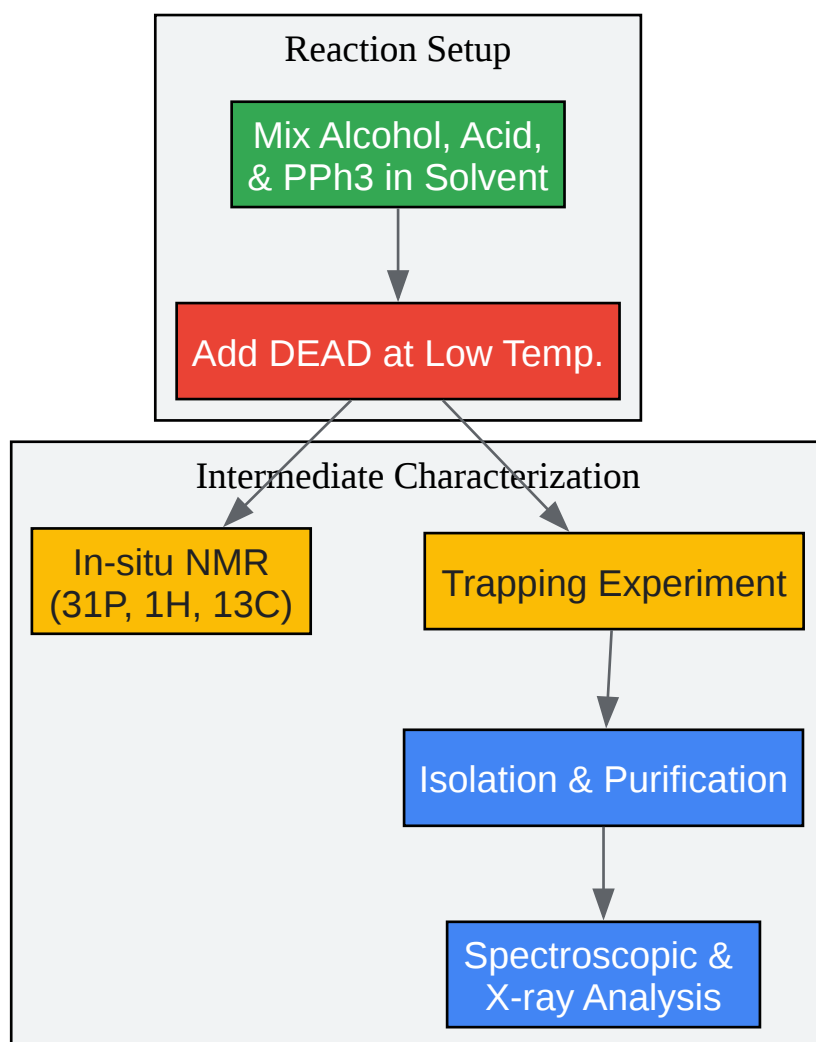 Reaction Setup
Mix Alcohol, Acid,
& PPh3 in Solvent
Add DEAD at Low Temp.
Intermediate Characterization
In-situ NMR
(31P, 1H, 13C)
Trapping Experiment
Isolation & Purification
Spectroscopic &
X-ray Analysis